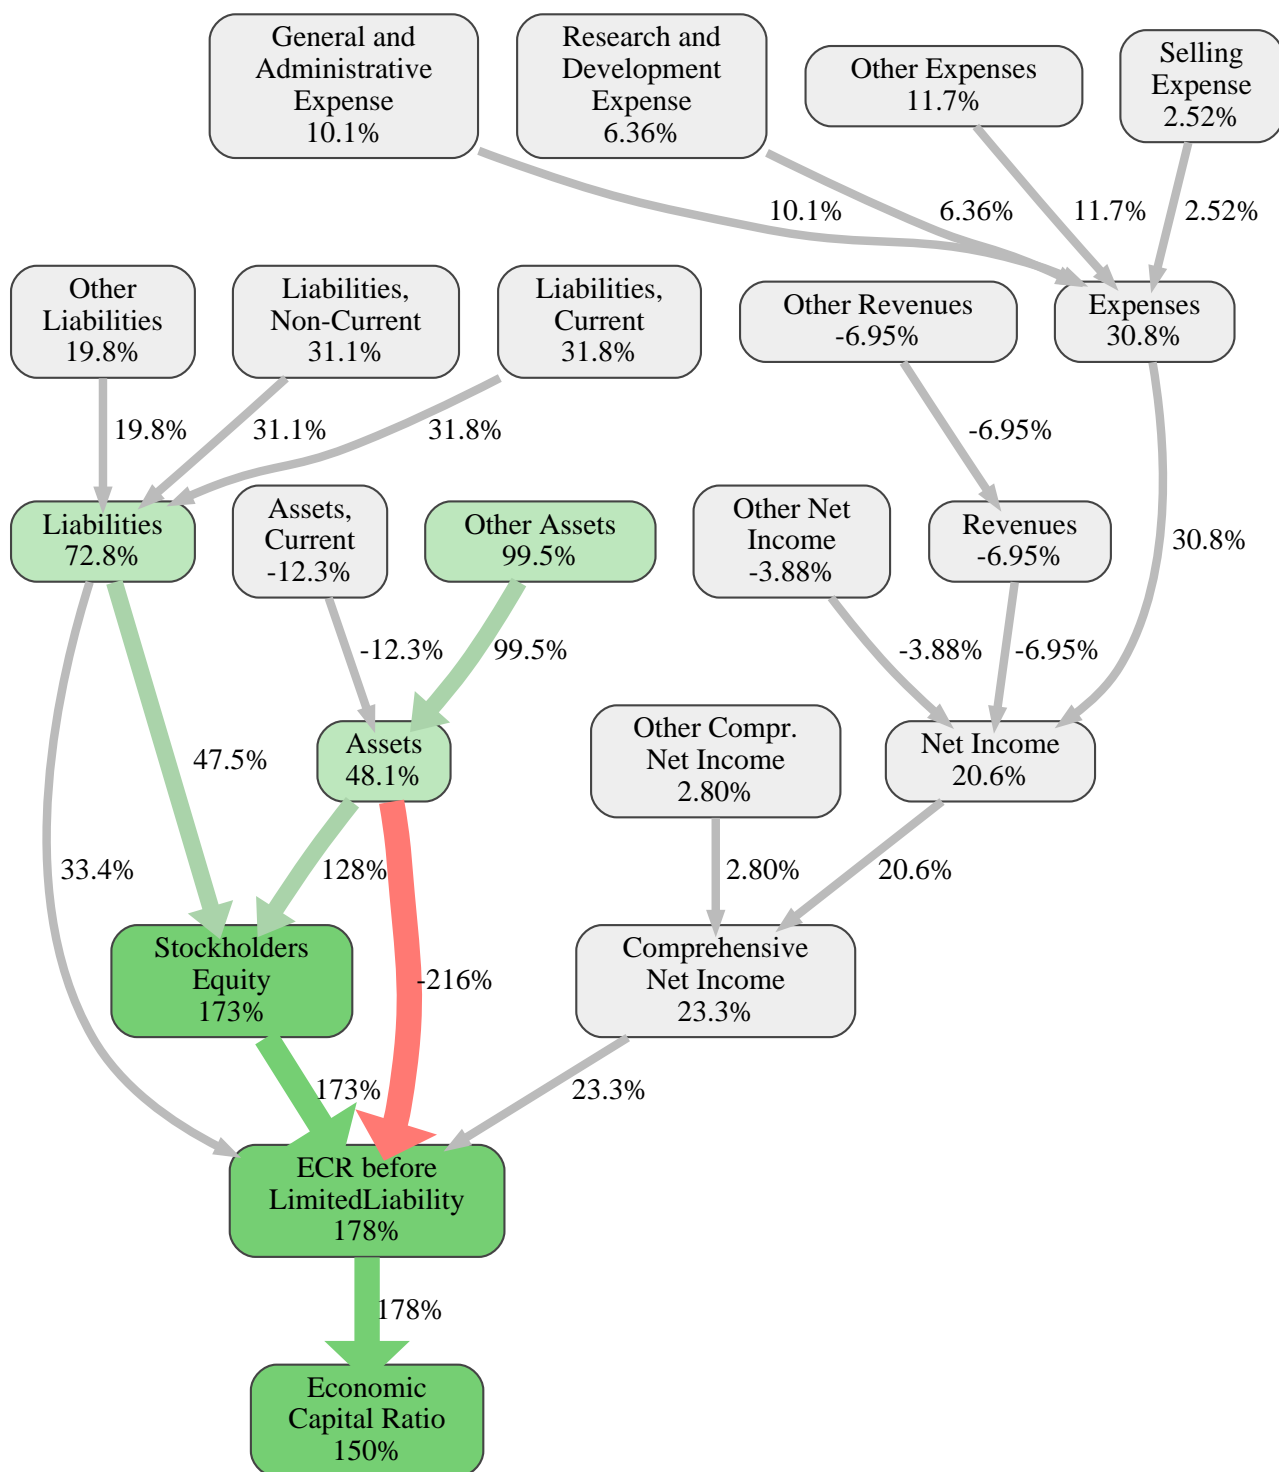 General and
Administrative
Expense
10.1%
Research and
Development
Expense
6.36%
Other Expenses
11.7%
Selling
Expense
2.52%
10.1%
6.36%
11.7%
2.52%
Other
Liabilities
19.8%
Liabilities,
Non-Current
31.1%
Liabilities,
Current
31.8%
Other Revenues
-6.95%
Expenses
30.8%
19.8%
31.1%
31.8%
-6.95%
Liabilities
72.8%
Assets,
Current
-12.3%
Other Assets
99.5%
Other Net
Income
-3.88%
Revenues
-6.95%
30.8%
-12.3%
99.5%
-3.88%
-6.95%
Assets
48.1%
Other Compr.
Net Income
2.80%
Net Income
20.6%
47.5%
33.4%
128%
2.80%
20.6%
Stockholders
Equity
173%
-216%
Comprehensive
Net Income
23.3%
173%
23.3%
ECR before
LimitedLiability
178%
178%
Economic
Capital Ratio
150%